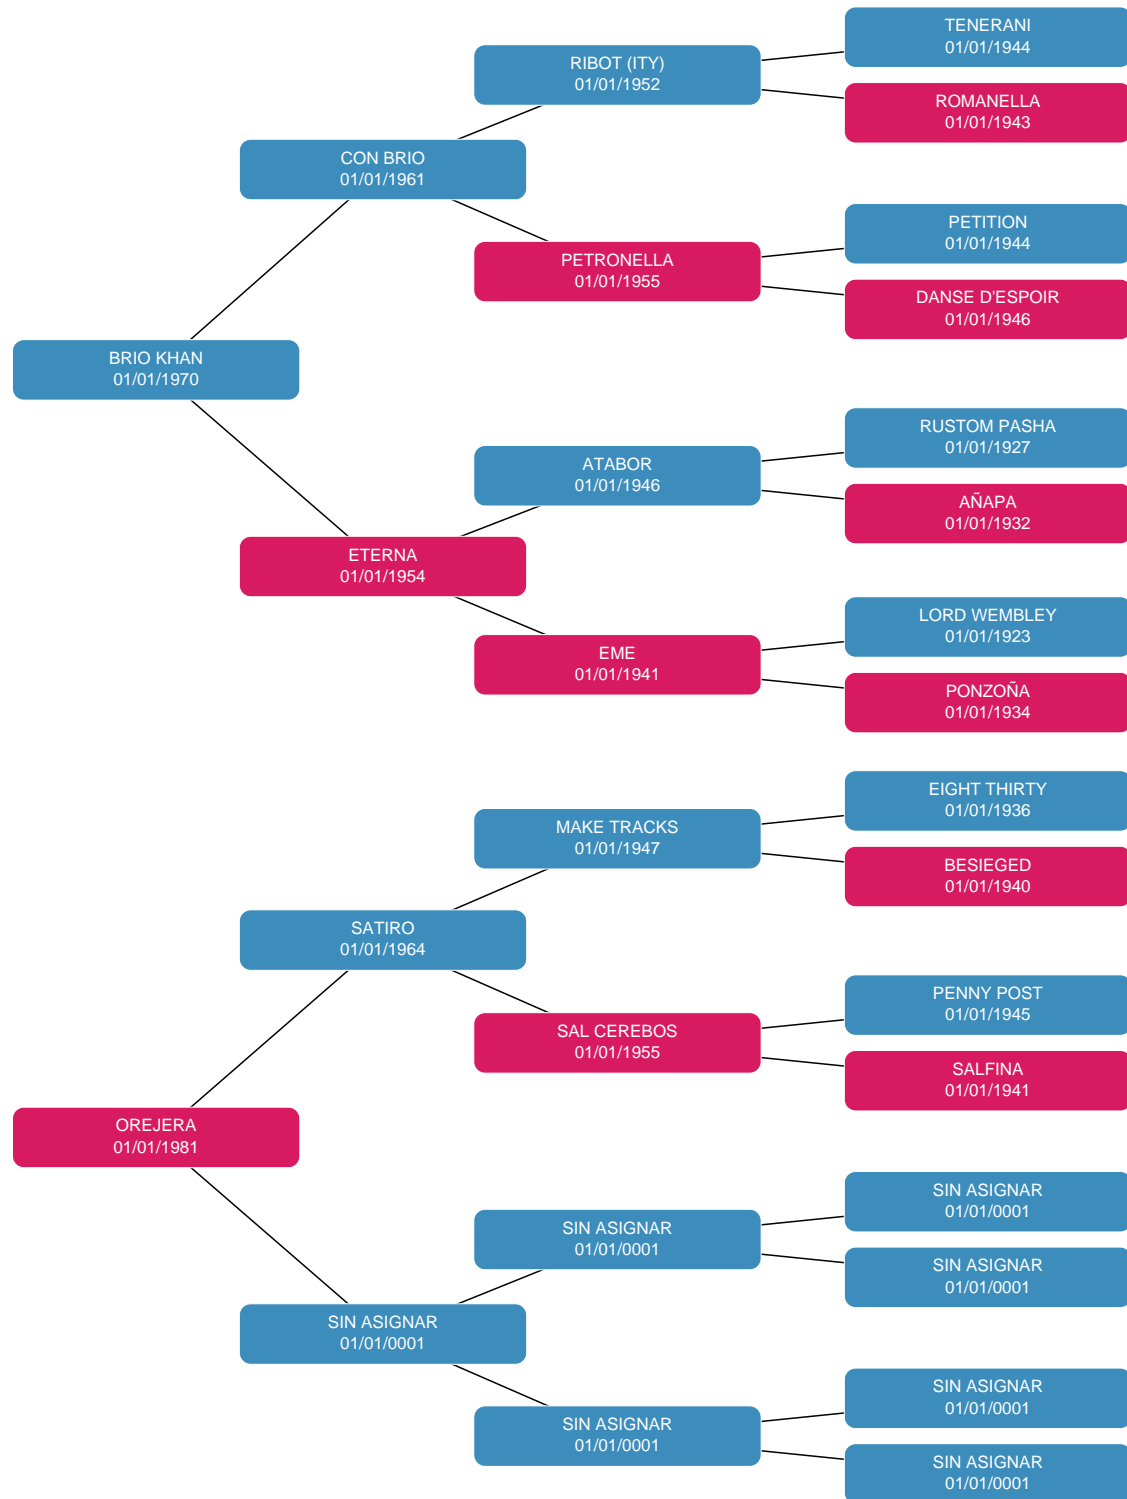 TENERANI
01/01/1944
RIBOT (ITY)
01/01/1952
ROMANELLA
01/01/1943
CON BRIO
01/01/1961
PETITION
01/01/1944
PETRONELLA
01/01/1955
DANSE D'ESPOIR
01/01/1946
BRIO KHAN
01/01/1970
RUSTOM PASHA
01/01/1927
ATABOR
01/01/1946
AÑAPA
01/01/1932
ETERNA
01/01/1954
LORD WEMBLEY
01/01/1923
EME
01/01/1941
PONZOÑA
01/01/1934
EIGHT THIRTY
01/01/1936
MAKE TRACKS
01/01/1947
BESIEGED
01/01/1940
SATIRO
01/01/1964
PENNY POST
01/01/1945
SAL CEREBOS
01/01/1955
SALFINA
01/01/1941
OREJERA
01/01/1981
SIN ASIGNAR
01/01/0001
SIN ASIGNAR
01/01/0001
SIN ASIGNAR
01/01/0001
SIN ASIGNAR
01/01/0001
SIN ASIGNAR
01/01/0001
SIN ASIGNAR
01/01/0001
SIN ASIGNAR
01/01/0001